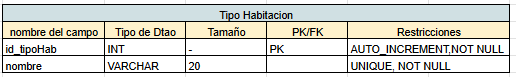 Tipo Habitacion
nombre del campo Tipo de Dtao Tamaño PK/FK Restricciones
id_tipoHab INT - PK AUTO_INCREMENT,NOT NULL
nombre VARCHAR 20 UNIQUE, NOT NULL